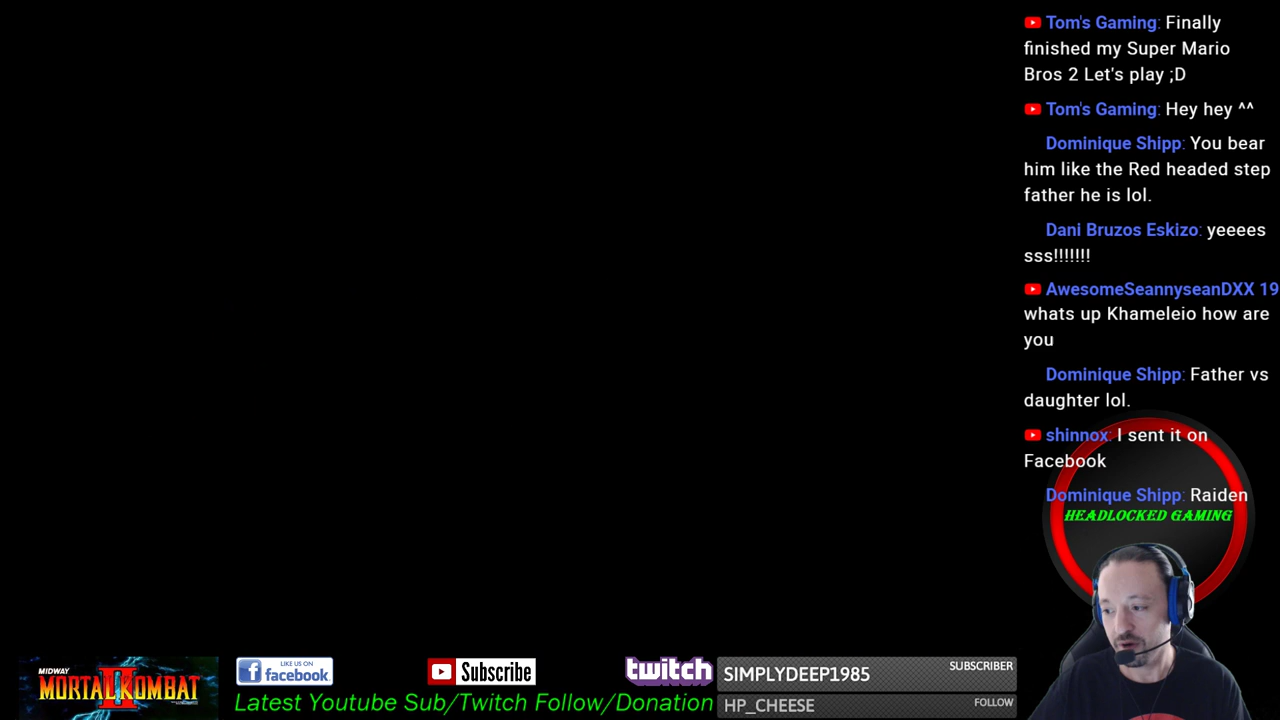 Tom's Gaming: Finally
finished my Super Mario
Bros 2 Let's play ;D
Tom's Gaming: Hey hey ^^
Dominique Shipp: You bear
him like the Red headed step
father he is lol.
Dani Bruzos Eskizo: yeeees
sss!!!!!!!
AwesomeSeannyseanDXX 19
whats up Khameleio how are
you
Dominique Shipp: Father vs
daughter lol.
shinnox: I sent it on
Facebook
Dominique Shipp: Raiden
HEADLOCKED GAMING
MIDWAY
MORTAL KOMBAT
II
LIKE US ON
facebook
Subscribe
twitch
SIMPLYDEEP1985
SUBSCRIBER
Latest Youtube Sub/Twitch Follow/Donation
HP_CHEESE
FOLLOW